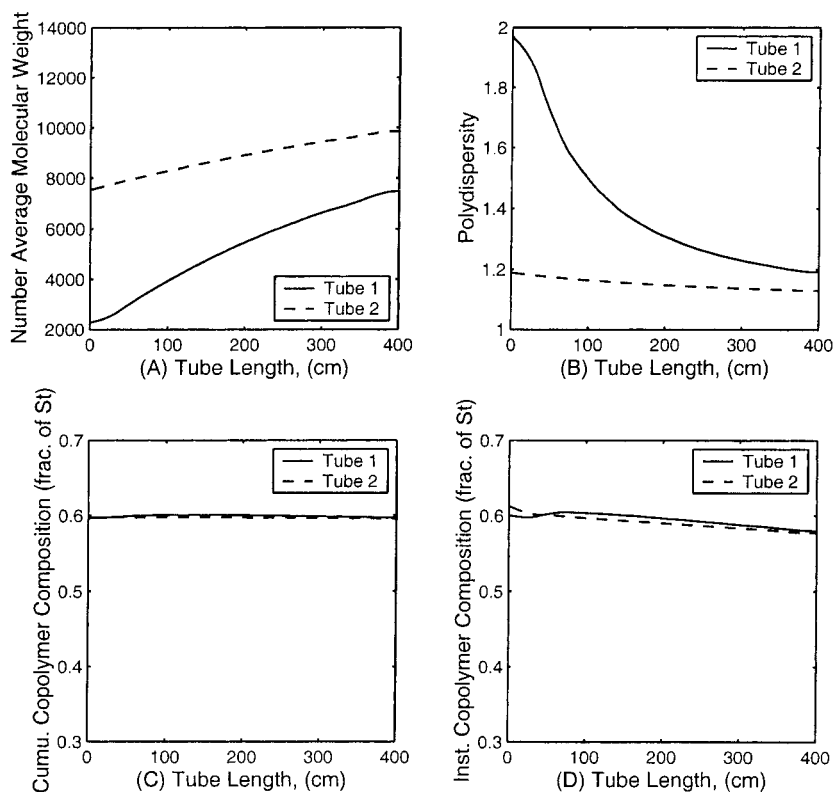 Number Average Molecular Weight
14000
12000
10000
8000
6000
4000
2000
Tube 1
Tube 2
0 100 200 300 400
(A) Tube Length, (cm)
Polydispersity
2
1.8
1.6
1.4
1.2
1
Tube 1
Tube 2
0 100 200 300 400
(B) Tube Length, (cm)
Cumu. Copolymer Composition (frac. of St)
0.7
0.6
0.5
0.4
0.3
Tube 1
Tube 2
0 100 200 300 400
(C) Tube Length, (cm)
Inst. Copolymer Composition (frac. of St)
0.7
0.6
0.5
0.4
0.3
Tube 1
Tube 2
0 100 200 300 400
(D) Tube Length, (cm)